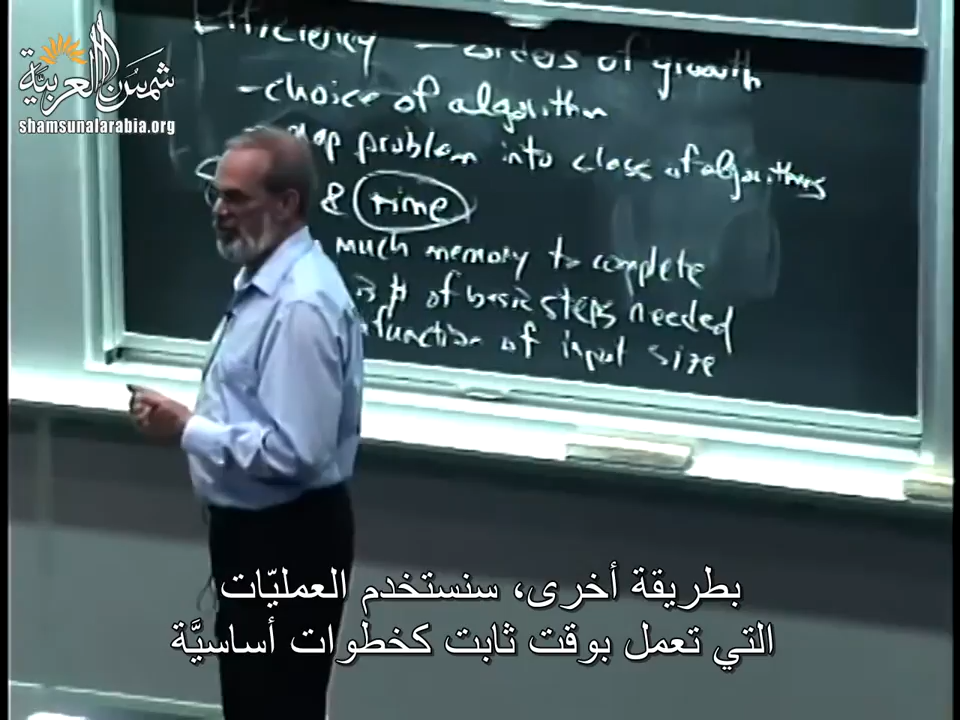 شمس العربية
shamsunalarabia.org
Efficiency - orders of growth
- choice of algorithm
map problem into class of algorithms
& time
much memory to complete
is # of basic steps needed
function of input size
بطريقة أخرى، سنستخدم العمليّات
التي تعمل بوقت ثابت كخطوات أساسيَّة